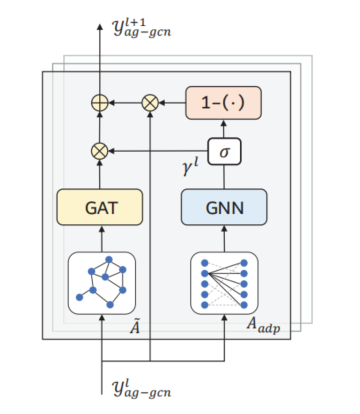 𝒴^{l+1}_{ag-gcn}
1-(·)
σ
γ^l
GAT
GNN
Ã
A_{adp}
𝒴^l_{ag-gcn}